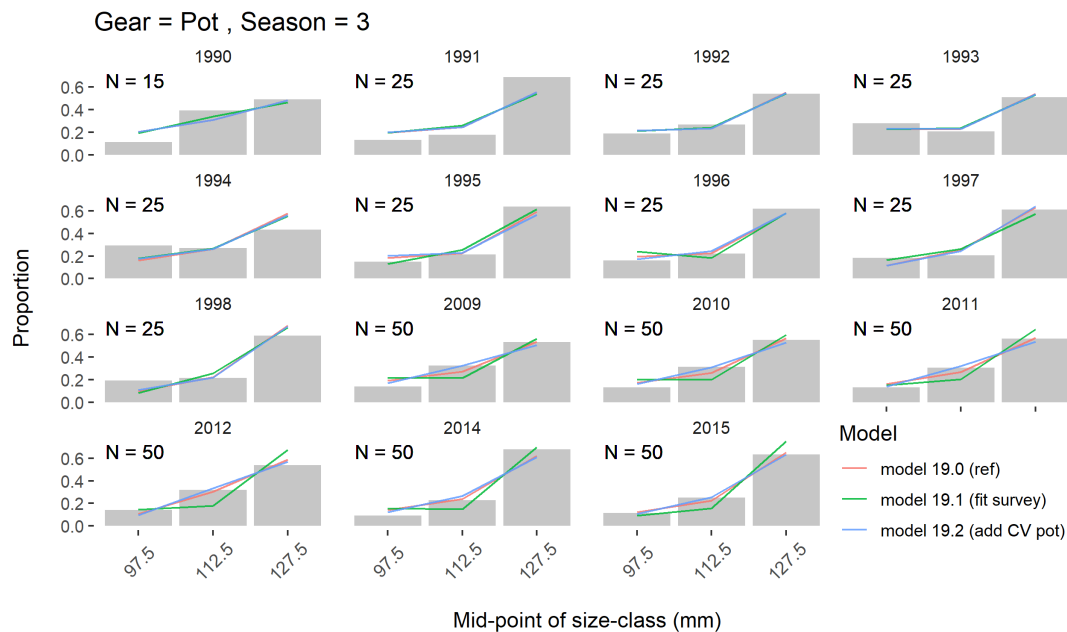 Gear = Pot , Season = 3
1990 1991 1992 1993
N = 15 N = 25 N = 25 N = 25
0.6
0.4
0.2
0.0
1994 1995 1996 1997
N = 25 N = 25 N = 25 N = 25
0.6
0.4
0.2
0.0
1998 2009 2010 2011
N = 25 N = 50 N = 50 N = 50
0.6
0.4
0.2
0.0
2012 2014 2015
N = 50 N = 50 N = 50
0.6
0.4
0.2
0.0
97.5 112.5 127.5 97.5 112.5 127.5 97.5 112.5 127.5
Proportion
Mid-point of size-class (mm)
Model
model 19.0 (ref)
model 19.1 (fit survey)
model 19.2 (add CV pot)